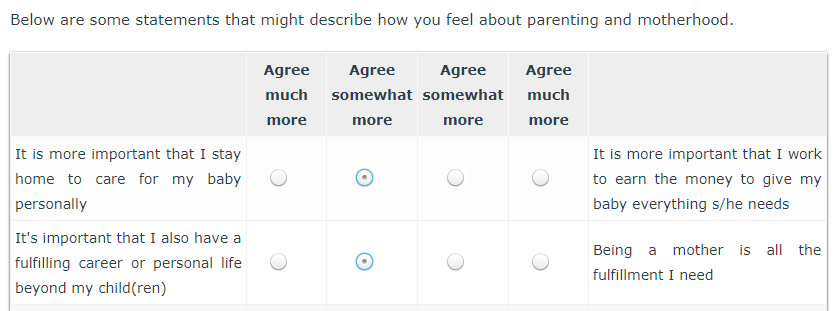 Below are some statements that might describe how you feel about parenting and motherhood.
Agree much more
Agree somewhat more
Agree somewhat more
Agree much more
It is more important that I stay
home to care for my baby
personally
It is more important that I work
to earn the money to give my
baby everything s/he needs
It's important that I also have a
fulfilling career or personal life
beyond my child(ren)
Being a mother is all the
fulfillment I need